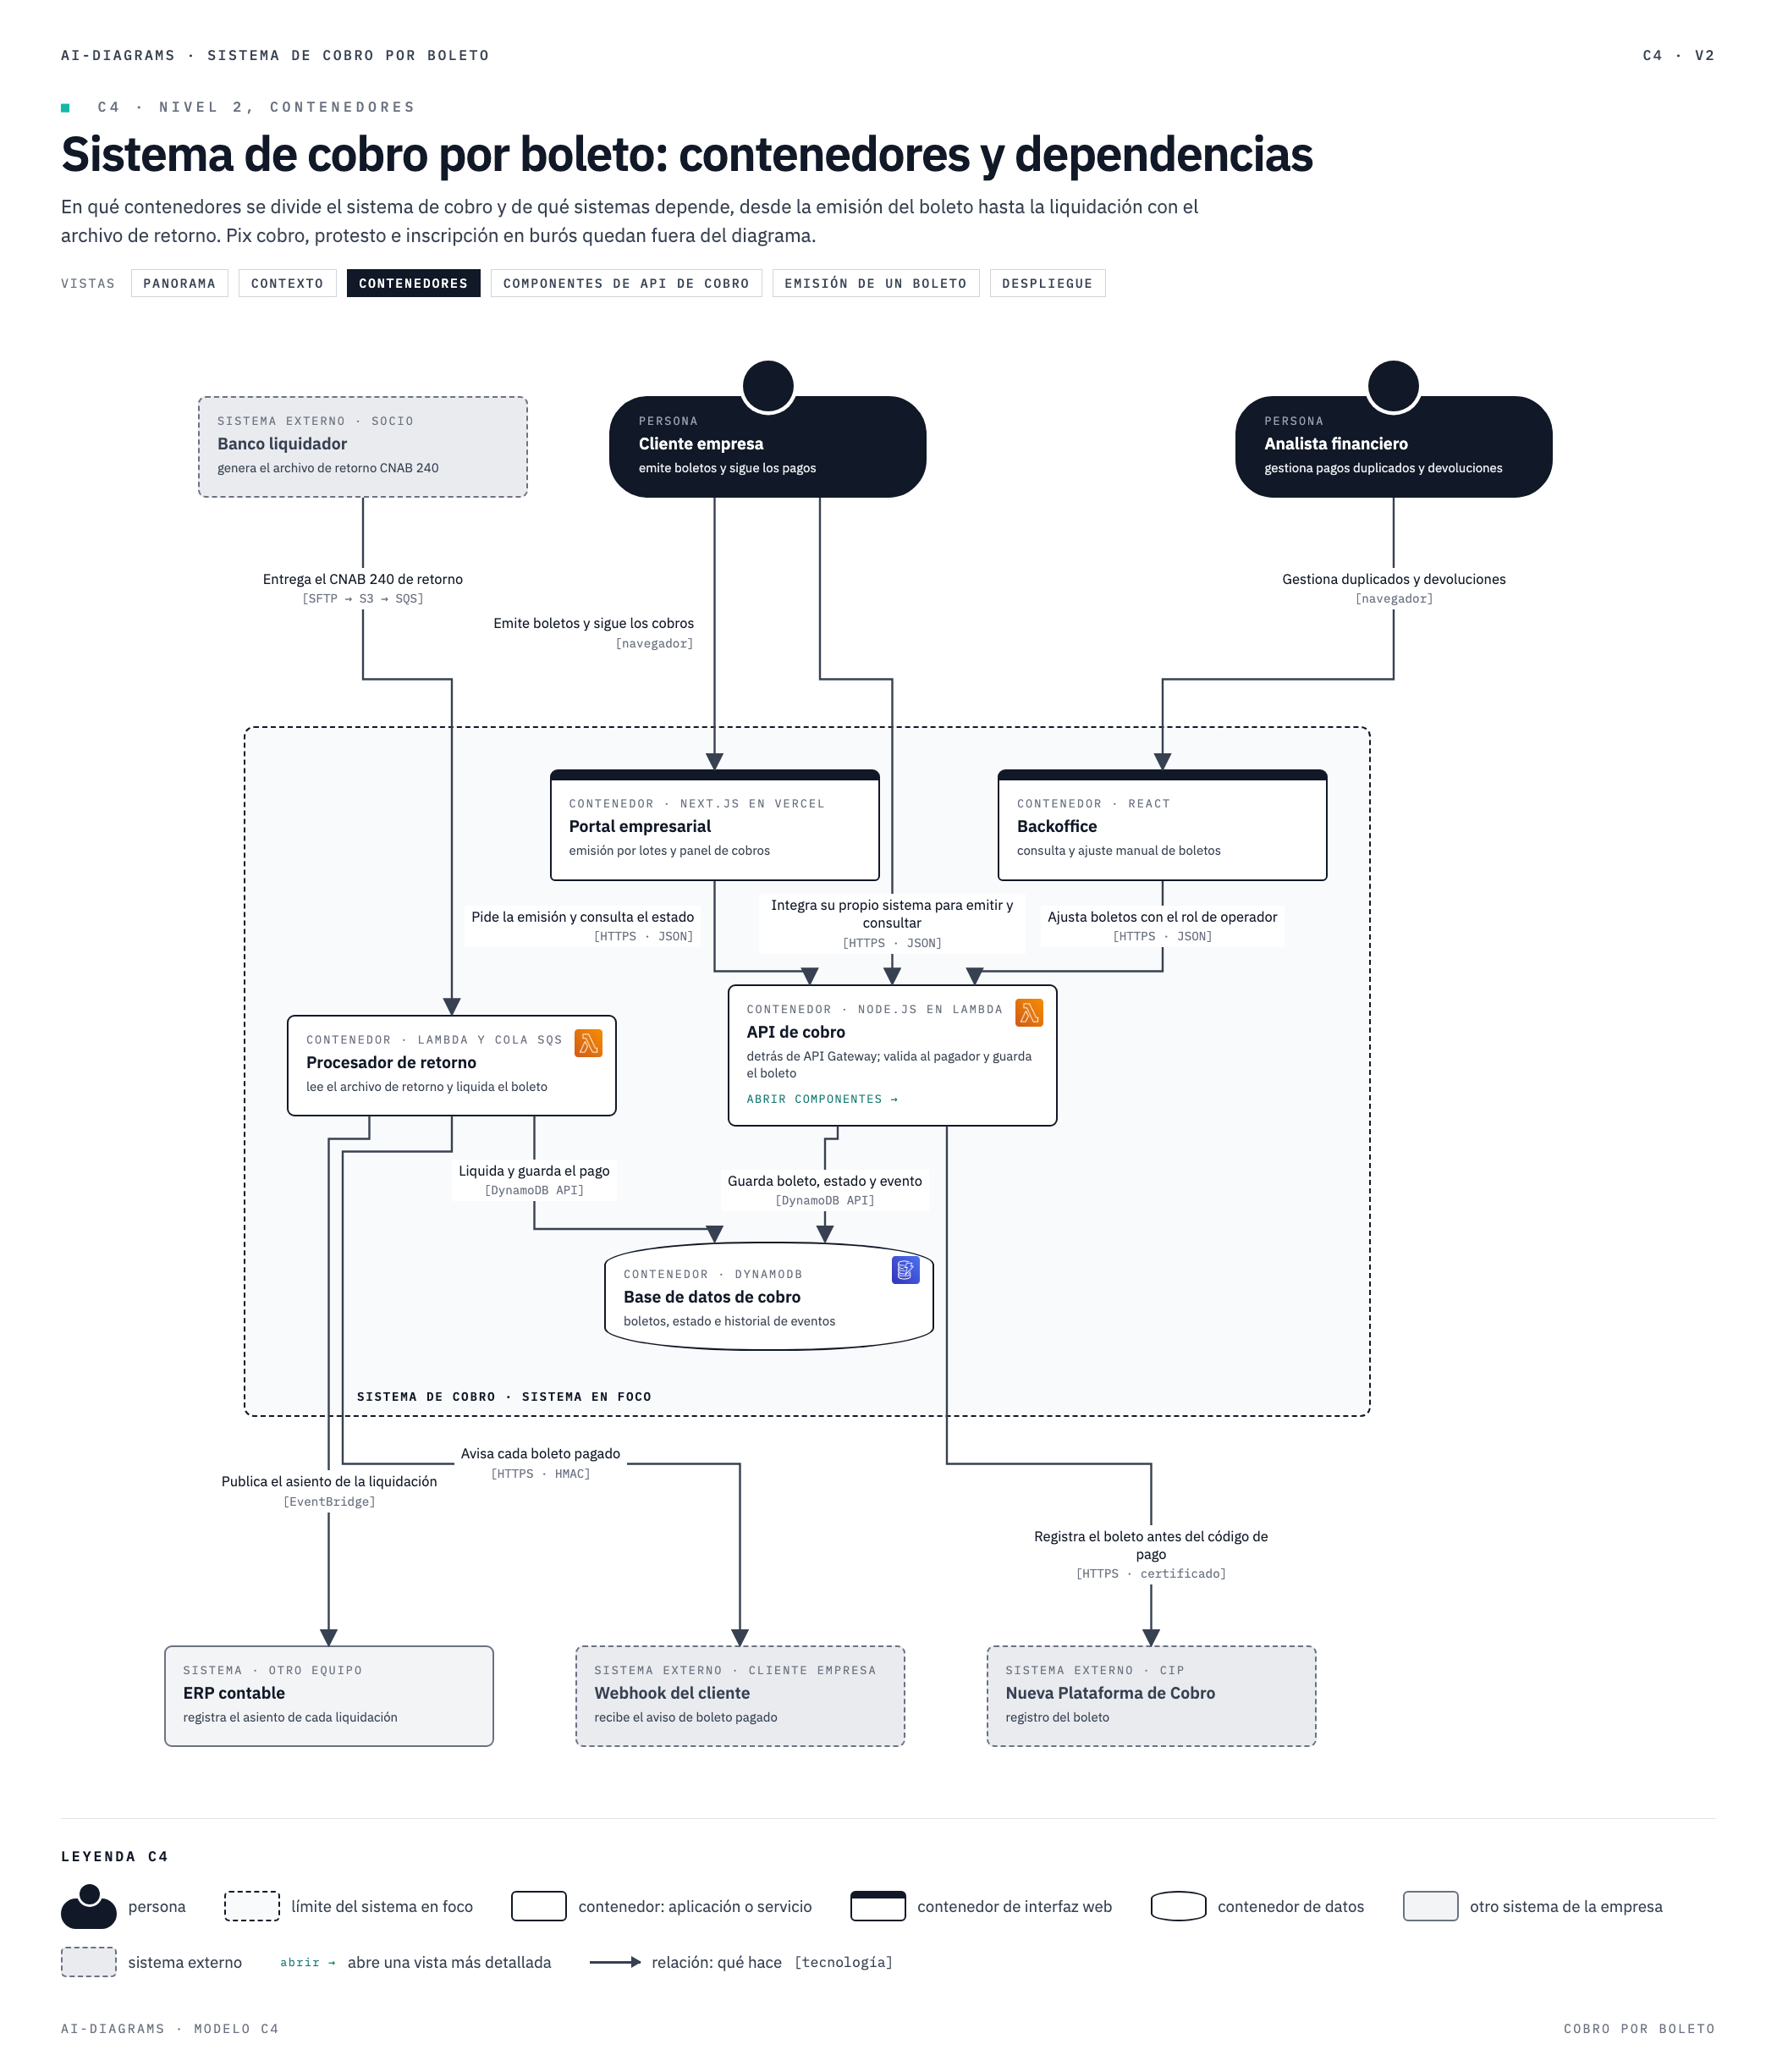 AI-DIAGRAMS · SISTEMA DE COBRO POR BOLETO
C4 · V2
C4 · NIVEL 2, CONTENEDORES
Sistema de cobro por boleto: contenedores y dependencias
En qué contenedores se divide el sistema de cobro y de qué sistemas depende, desde la emisión del boleto hasta la liquidación con el
archivo de retorno. Pix cobro, protesto e inscripción en burós quedan fuera del diagrama.
VISTAS
PANORAMA
CONTEXTO
CONTENEDORES
COMPONENTES DE API DE COBRO
EMISIÓN DE UN BOLETO
DESPLIEGUE
SISTEMA EXTERNO · SOCIO
Banco liquidador
genera el archivo de retorno CNAB 240
PERSONA
Cliente empresa
emite boletos y sigue los pagos
PERSONA
Analista financiero
gestiona pagos duplicados y devoluciones
Entrega el CNAB 240 de retorno
[SFTP → S3 → SQS]
Emite boletos y sigue los cobros
[navegador]
Gestiona duplicados y devoluciones
[navegador]
CONTENEDOR · NEXT.JS EN VERCEL
Portal empresarial
emisión por lotes y panel de cobros
CONTENEDOR · REACT
Backoffice
consulta y ajuste manual de boletos
Pide la emisión y consulta el estado
[HTTPS · JSON]
Integra su propio sistema para emitir y
consultar
[HTTPS · JSON]
Ajusta boletos con el rol de operador
[HTTPS · JSON]
CONTENEDOR · LAMBDA Y COLA SQS
Procesador de retorno
lee el archivo de retorno y liquida el boleto
CONTENEDOR · NODE.JS EN LAMBDA
API de cobro
detrás de API Gateway; valida al pagador y guarda
el boleto
ABRIR COMPONENTES →
Liquida y guarda el pago
[DynamoDB API]
Guarda boleto, estado y evento
[DynamoDB API]
CONTENEDOR · DYNAMODB
Base de datos de cobro
boletos, estado e historial de eventos
SISTEMA DE COBRO · SISTEMA EN FOCO
Avisa cada boleto pagado
[HTTPS · HMAC]
Publica el asiento de la liquidación
[EventBridge]
Registra el boleto antes del código de
pago
[HTTPS · certificado]
SISTEMA · OTRO EQUIPO
ERP contable
registra el asiento de cada liquidación
SISTEMA EXTERNO · CLIENTE EMPRESA
Webhook del cliente
recibe el aviso de boleto pagado
SISTEMA EXTERNO · CIP
Nueva Plataforma de Cobro
registro del boleto
LEYENDA C4
persona
límite del sistema en foco
contenedor: aplicación o servicio
contenedor de interfaz web
contenedor de datos
otro sistema de la empresa
sistema externo
abrir → abre una vista más detallada
relación: qué hace [tecnología]
AI-DIAGRAMS · MODELO C4
COBRO POR BOLETO